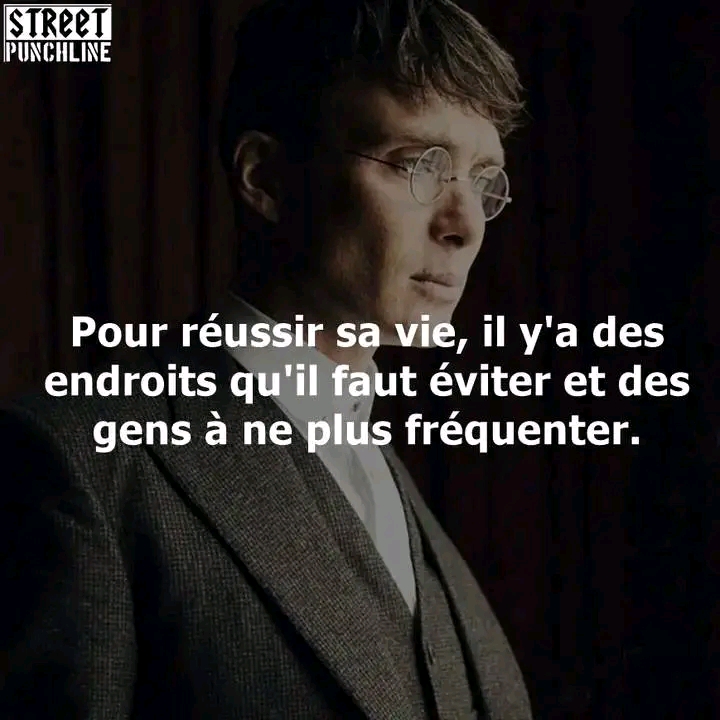 STREET
PUNCHLINE
Pour réussir sa vie, il y'a des
endroits qu'il faut éviter et des
gens à ne plus fréquenter.